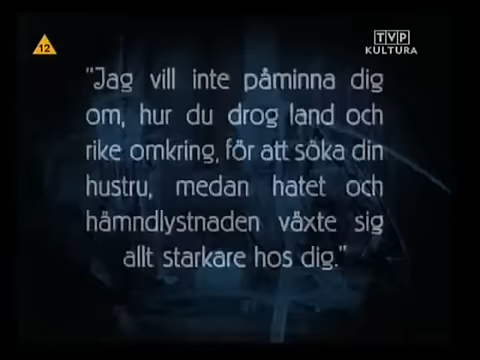 12
TVP
KULTURA
"Jag vill inte påminna dig
om, hur du drog land och
rike omkring, för att söka din
hustru, medan hatet och
hämndlystnaden växte sig
allt starkare hos dig."